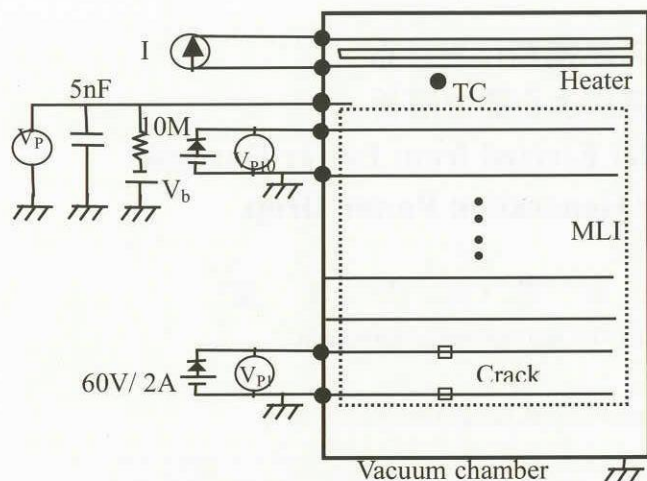 I
Heater
5nF
TC
10M
V_P
V_P10
V_b
MLI
V_P1
60V/ 2A
Crack
Vacuum chamber